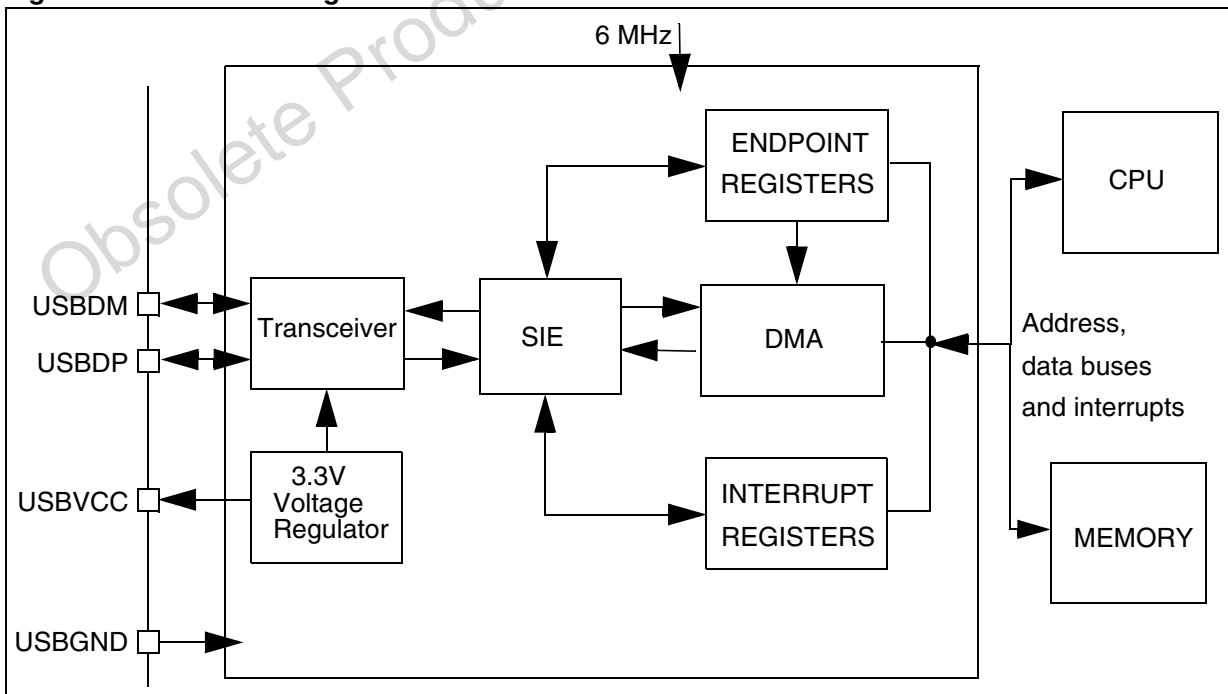 6 MHz
ENDPOINT
REGISTERS
CPU
USBDM
Transceiver
SIE
DMA
Address,
data buses
and interrupts
USBDP
3.3V
Voltage
Regulator
USBVCC
INTERRUPT
REGISTERS
MEMORY
USBGND
Obsolete